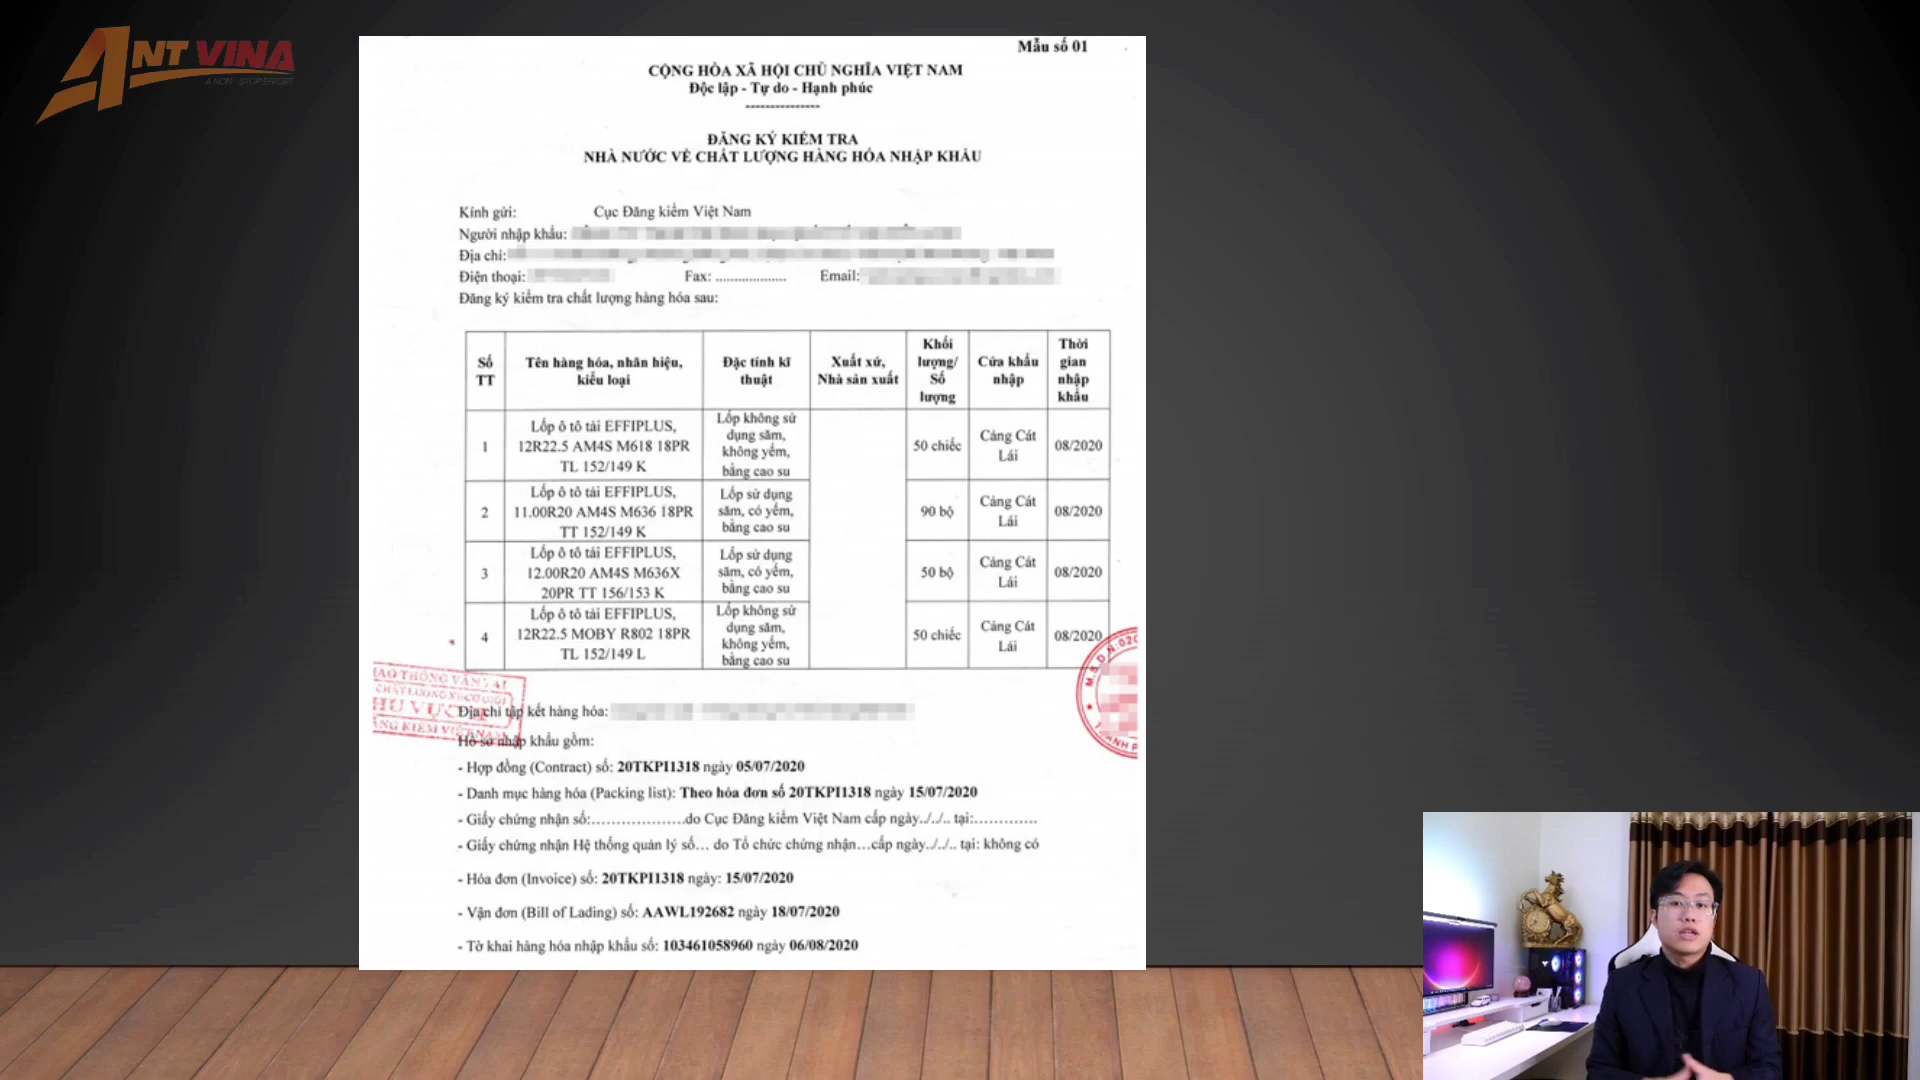 ANT VINA
A NON - STOP EFFORT
Mẫu số 01
CỘNG HÒA XÃ HỘI CHỦ NGHĨA VIỆT NAM
Độc lập - Tự do - Hạnh phúc
---------------
ĐĂNG KÝ KIỂM TRA
NHÀ NƯỚC VỀ CHẤT LƯỢNG HÀNG HÓA NHẬP KHẨU
Kính gửi: Cục Đăng kiểm Việt Nam
Người nhập khẩu:
Địa chỉ:
Điện thoại: Fax: ................... Email:
Đăng ký kiểm tra chất lượng hàng hóa sau:
Số TT
Tên hàng hóa, nhãn hiệu, kiểu loại
Đặc tính kĩ thuật
Xuất xứ, Nhà sản xuất
Khối lượng/ Số lượng
Cửa khẩu nhập
Thời gian nhập khẩu
1
Lốp ô tô tải EFFIPLUS,
12R22.5 AM4S M618 18PR
TL 152/149 K
Lốp không sử
dụng săm,
không yếm,
bằng cao su
50 chiếc
Cảng Cát
Lái
08/2020
2
Lốp ô tô tải EFFIPLUS,
11.00R20 AM4S M636 18PR
TT 152/149 K
Lốp sử dụng
săm, có yếm,
bằng cao su
90 bộ
Cảng Cát
Lái
08/2020
3
Lốp ô tô tải EFFIPLUS,
12.00R20 AM4S M636X
20PR TT 156/153 K
Lốp sử dụng
săm, có yếm,
bằng cao su
50 bộ
Cảng Cát
Lái
08/2020
4
Lốp ô tô tải EFFIPLUS,
12R22.5 MOBY R802 18PR
TL 152/149 L
Lốp không sử
dụng săm,
không yếm,
bằng cao su
50 chiếc
Cảng Cát
Lái
08/2020
M.S.D.N:020
Địa chỉ tập kết hàng hóa:
Hồ sơ nhập khẩu gồm:
- Hợp đồng (Contract) số: 20TKPI1318 ngày 05/07/2020
- Danh mục hàng hóa (Packing list): Theo hóa đơn số 20TKPI1318 ngày 15/07/2020
- Giấy chứng nhận số:...................do Cục Đăng kiểm Việt Nam cấp ngày../../.. tại:.............
- Giấy chứng nhận Hệ thống quản lý số... do Tổ chức chứng nhận...cấp ngày../../.. tại: không có
- Hóa đơn (Invoice) số: 20TKPI1318 ngày: 15/07/2020
- Vận đơn (Bill of Lading) số: AAWL192682 ngày 18/07/2020
- Tờ khai hàng hóa nhập khẩu số: 103461058960 ngày 06/08/2020